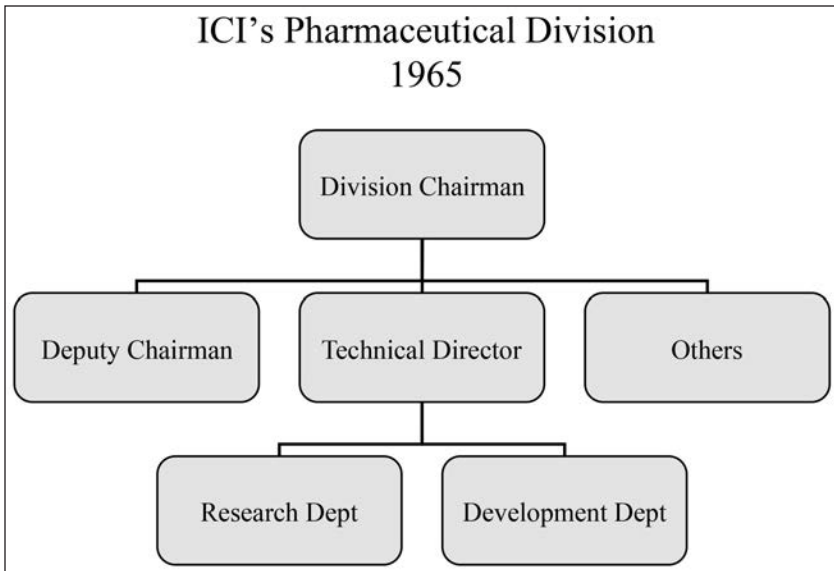 ICI’s Pharmaceutical Division
1965
Division Chairman
Deputy Chairman
Technical Director
Others
Research Dept
Development Dept